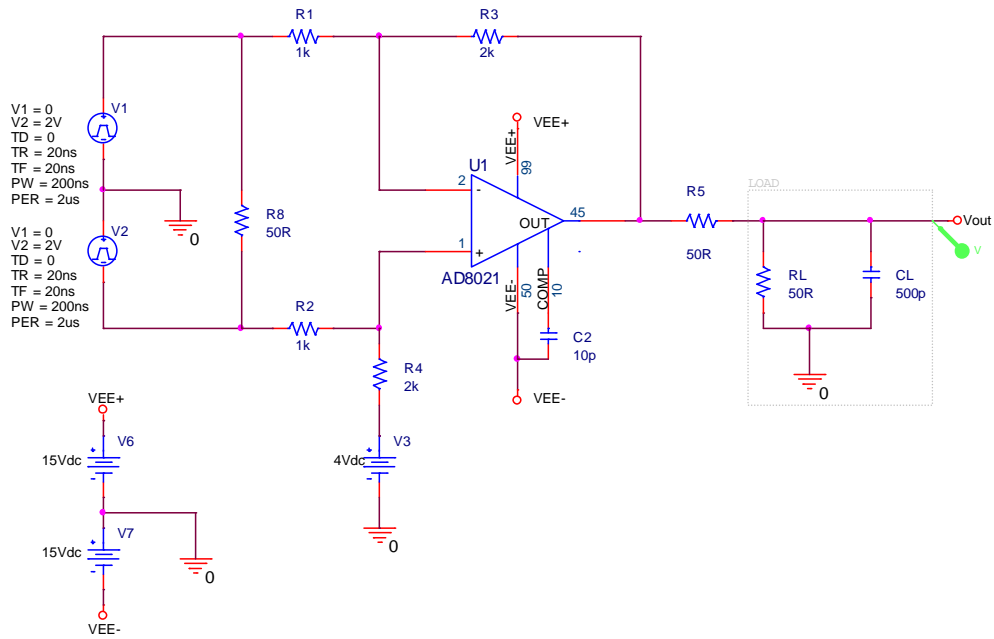 R1
1k
R3
2k
V1 = 0
V2 = 2V
TD = 0
TR = 20ns
TF = 20ns
PW = 200ns
PER = 2us
V1
0
V1 = 0
V2 = 2V
TD = 0
TR = 20ns
TF = 20ns
PW = 200ns
PER = 2us
V2
R8
50R
R2
1k
R4
2k
V3
4Vdc
0
VEE+
VEE+
99
U1
2
-
1
+
OUT
45
AD8021
VEE-
50
COMP
10
-
C2
10p
VEE-
R5
50R
LOAD
RL
50R
CL
500p
0
Vout
V
VEE+
V6
15Vdc
+
-
V7
15Vdc
+
-
0
VEE-